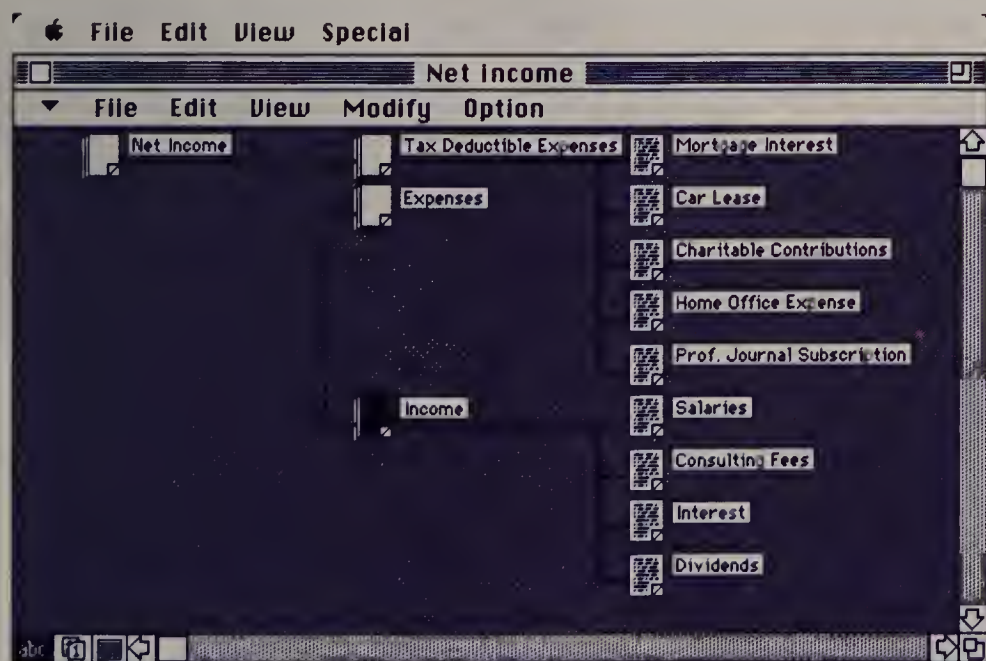 File Edit View Special
Net income
File Edit View Modify Option
Net Income
Tax Deductible Expenses
Mortgage Interest
Expenses
Car Lease
Charitable Contributions
Home Office Expense
Prof. Journal Subscription
Income
Salaries
Consulting Fees
Interest
Dividends
abc
1